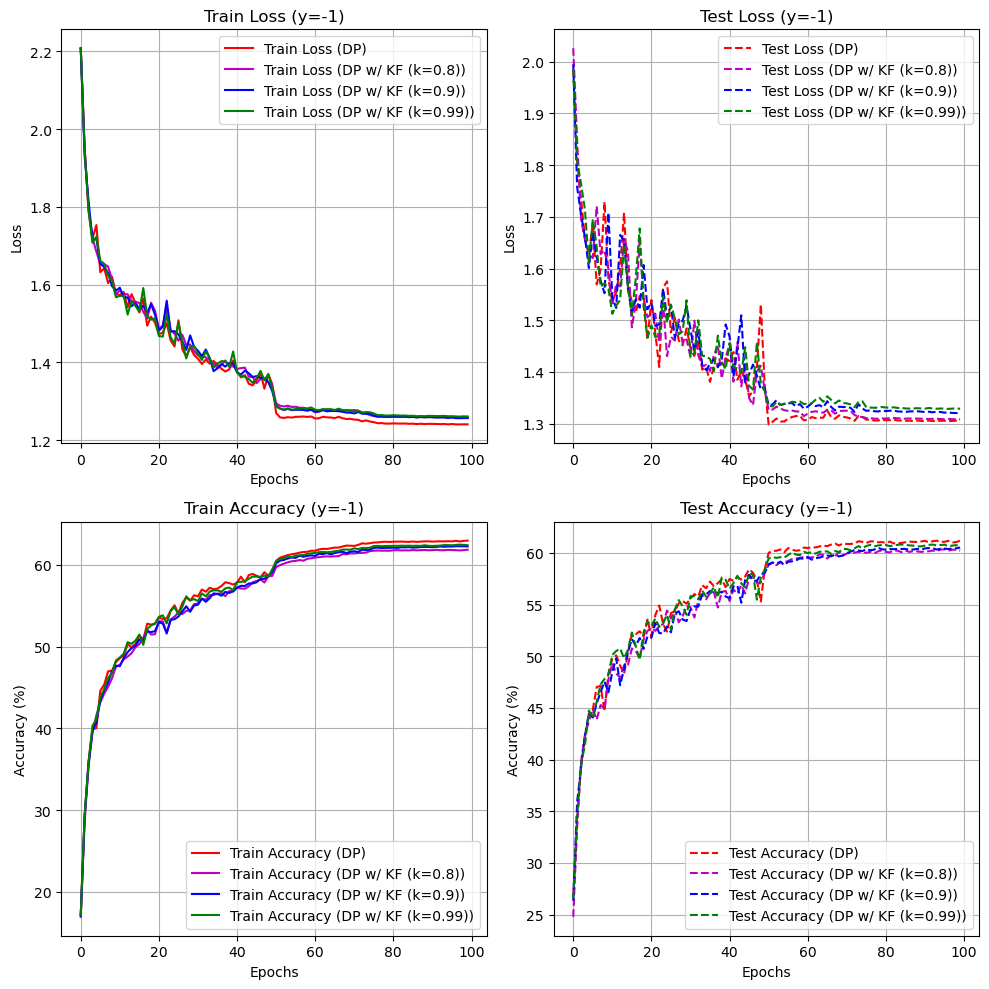 Train Loss (y=-1)
2.2
2.0
1.8
1.6
1.4
1.2
Loss
0
20
40
60
80
100
Epochs
Train Loss (DP)
Train Loss (DP w/ KF (k=0.8))
Train Loss (DP w/ KF (k=0.9))
Train Loss (DP w/ KF (k=0.99))
Test Loss (y=-1)
2.0
1.9
1.8
1.7
1.6
1.5
1.4
1.3
Loss
0
20
40
60
80
100
Epochs
Test Loss (DP)
Test Loss (DP w/ KF (k=0.8))
Test Loss (DP w/ KF (k=0.9))
Test Loss (DP w/ KF (k=0.99))
Train Accuracy (y=-1)
60
50
40
30
20
Accuracy (%)
0
20
40
60
80
100
Epochs
Train Accuracy (DP)
Train Accuracy (DP w/ KF (k=0.8))
Train Accuracy (DP w/ KF (k=0.9))
Train Accuracy (DP w/ KF (k=0.99))
Test Accuracy (y=-1)
60
55
50
45
40
35
30
25
Accuracy (%)
0
20
40
60
80
100
Epochs
Test Accuracy (DP)
Test Accuracy (DP w/ KF (k=0.8))
Test Accuracy (DP w/ KF (k=0.9))
Test Accuracy (DP w/ KF (k=0.99))